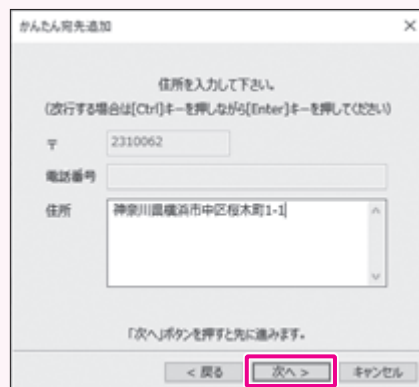 かんたん宛先追加
住所を入力して下さい。
(改行する場合は[Ctrl]キーを押しながら[Enter]キーを押してください)
〒 2310062
電話番号
住所 神奈川県横浜市中区桜木町1-1
「次へ」ボタンを押すと先に進みます。
< 戻る 次へ > キャンセル